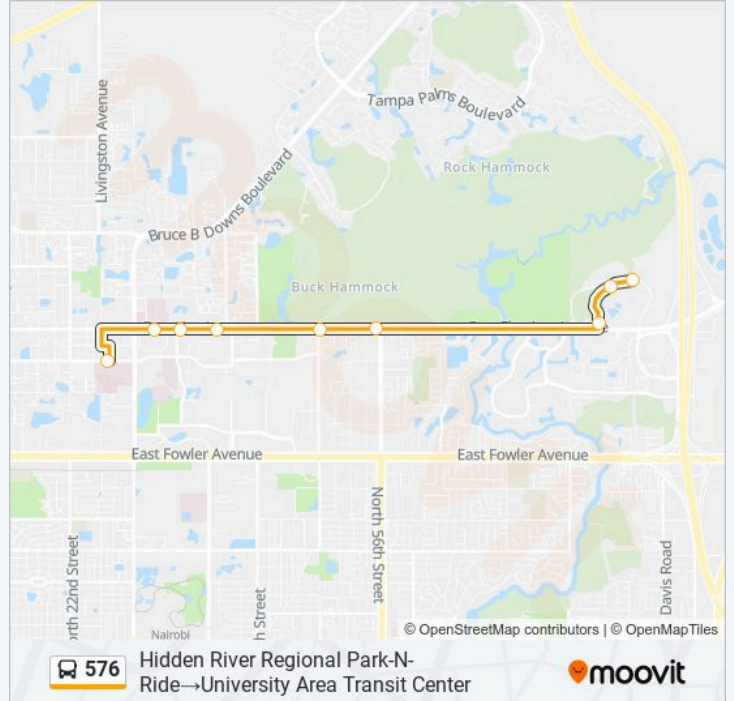 Livingston Avenue
Tampa Palms Boulevard
Rock Hammock
Bruce B Downs Boulevard
Buck Hammock
East Fowler Avenue
East Fowler Avenue
North 56th Street
orth 22nd Street
h Street
Davis Road
Nairobi
© OpenStreetMap contributors | © OpenMapTiles
576
Hidden River Regional Park-N-
Ride→University Area Transit Center
moovit